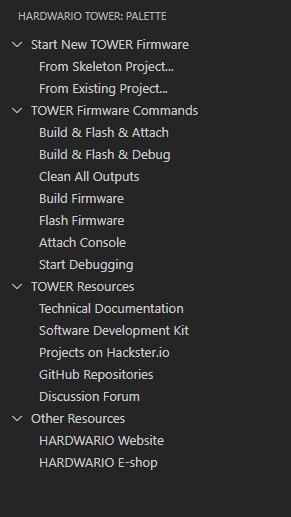 HARDWARIO TOWER: PALETTE
Start New TOWER Firmware
From Skeleton Project...
From Existing Project...
TOWER Firmware Commands
Build & Flash & Attach
Build & Flash & Debug
Clean All Outputs
Build Firmware
Flash Firmware
Attach Console
Start Debugging
TOWER Resources
Technical Documentation
Software Development Kit
Projects on Hackster.io
GitHub Repositories
Discussion Forum
Other Resources
HARDWARIO Website
HARDWARIO E-shop